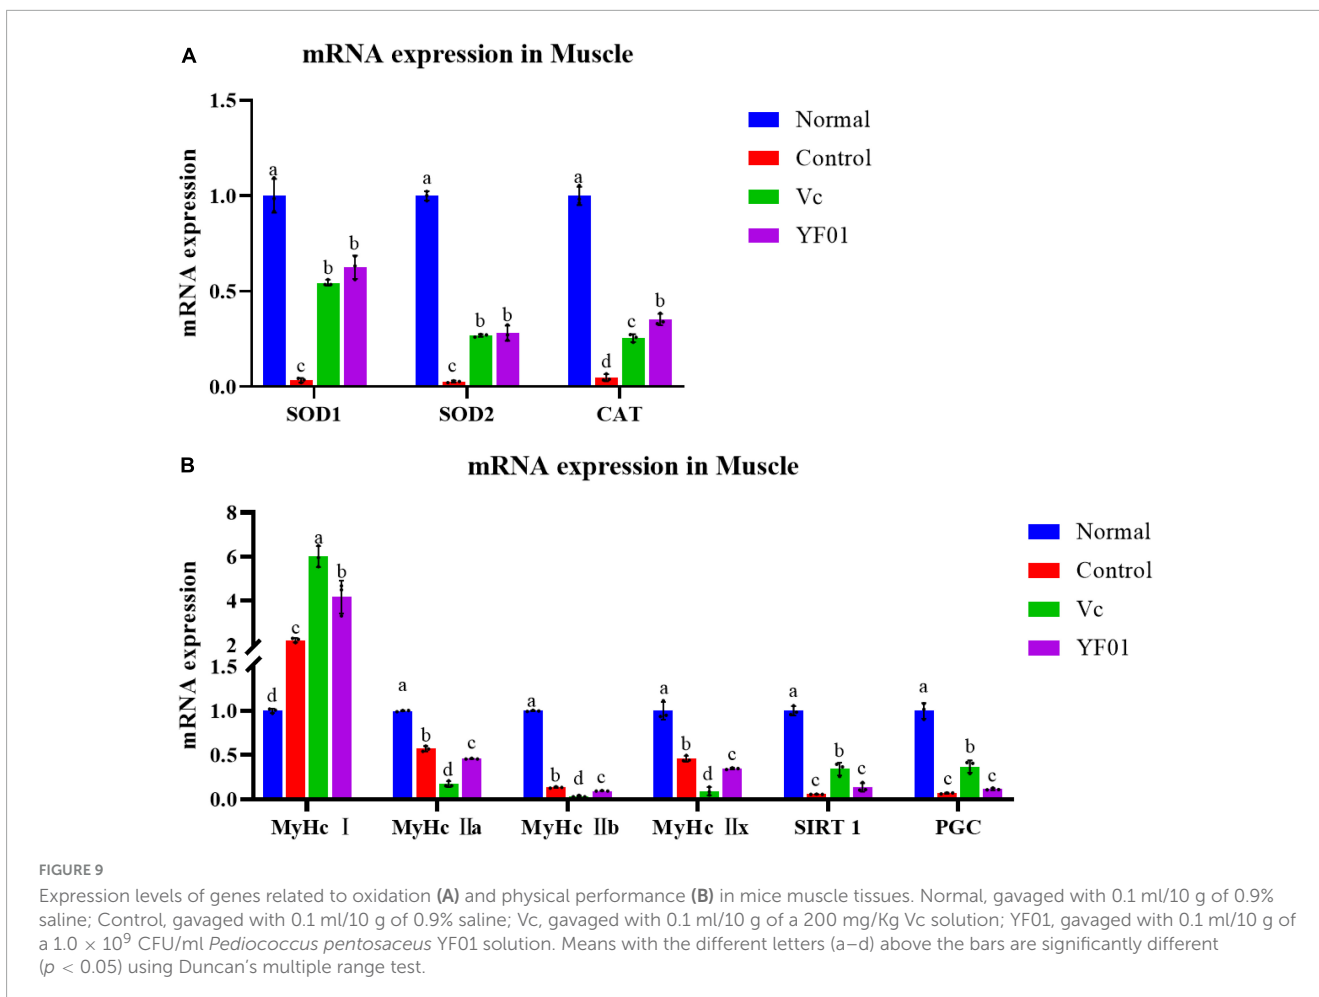 A
mRNA expression in Muscle
mRNA expression
1.5
1.0
0.5
0.0
a
c
b
b
a
c
b
b
a
d
c
b
SOD1
SOD2
CAT
Normal
Control
Vc
YF01
B
mRNA expression in Muscle
mRNA expression
8
6
4
2
1.5
1.0
0.5
0.0
d
c
a
b
a
b
d
c
a
b
d
c
a
b
d
c
a
c
b
c
a
c
b
c
MyHc Ⅰ
MyHc Ⅱa
MyHc Ⅱb
MyHc Ⅱx
SIRT 1
PGC
Normal
Control
Vc
YF01
FIGURE 9
Expression levels of genes related to oxidation (A) and physical performance (B) in mice muscle tissues. Normal, gavaged with 0.1 ml/10 g of 0.9%
saline; Control, gavaged with 0.1 ml/10 g of 0.9% saline; Vc, gavaged with 0.1 ml/10 g of a 200 mg/Kg Vc solution; YF01, gavaged with 0.1 ml/10 g of
a 1.0 × 10⁹ CFU/ml Pediococcus pentosaceus YF01 solution. Means with the different letters (a–d) above the bars are significantly different
(p < 0.05) using Duncan's multiple range test.